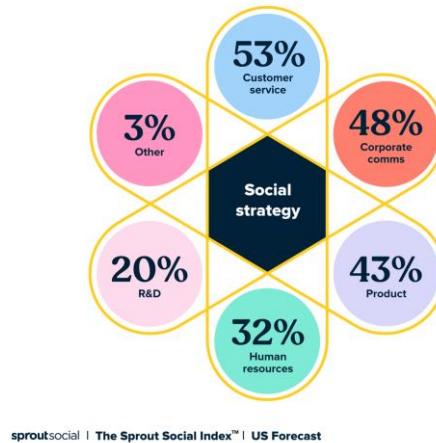 53%
Customer
service
48%
Corporate
comms
43%
Product
32%
Human
resources
20%
R&D
3%
Other
Social
strategy
sproutsocial | The Sprout Social Index™ | US Forecast